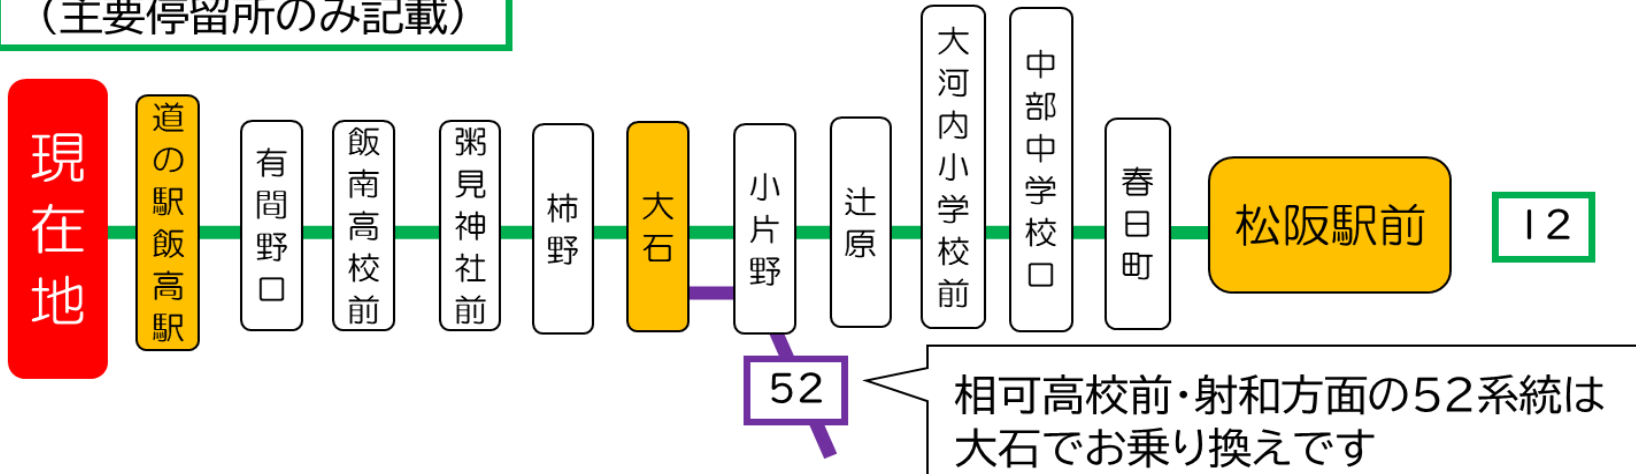 （主要停留所のみ記載）
現在地
道の駅飯高駅
有間野口
飯南高校前
粥見神社前
柿野
大石
小片野
辻原
大河内小学校前
中部中学校口
春日町
松阪駅前
12
52
相可高校前・射和方面の52系統は
大石でお乗り換えです